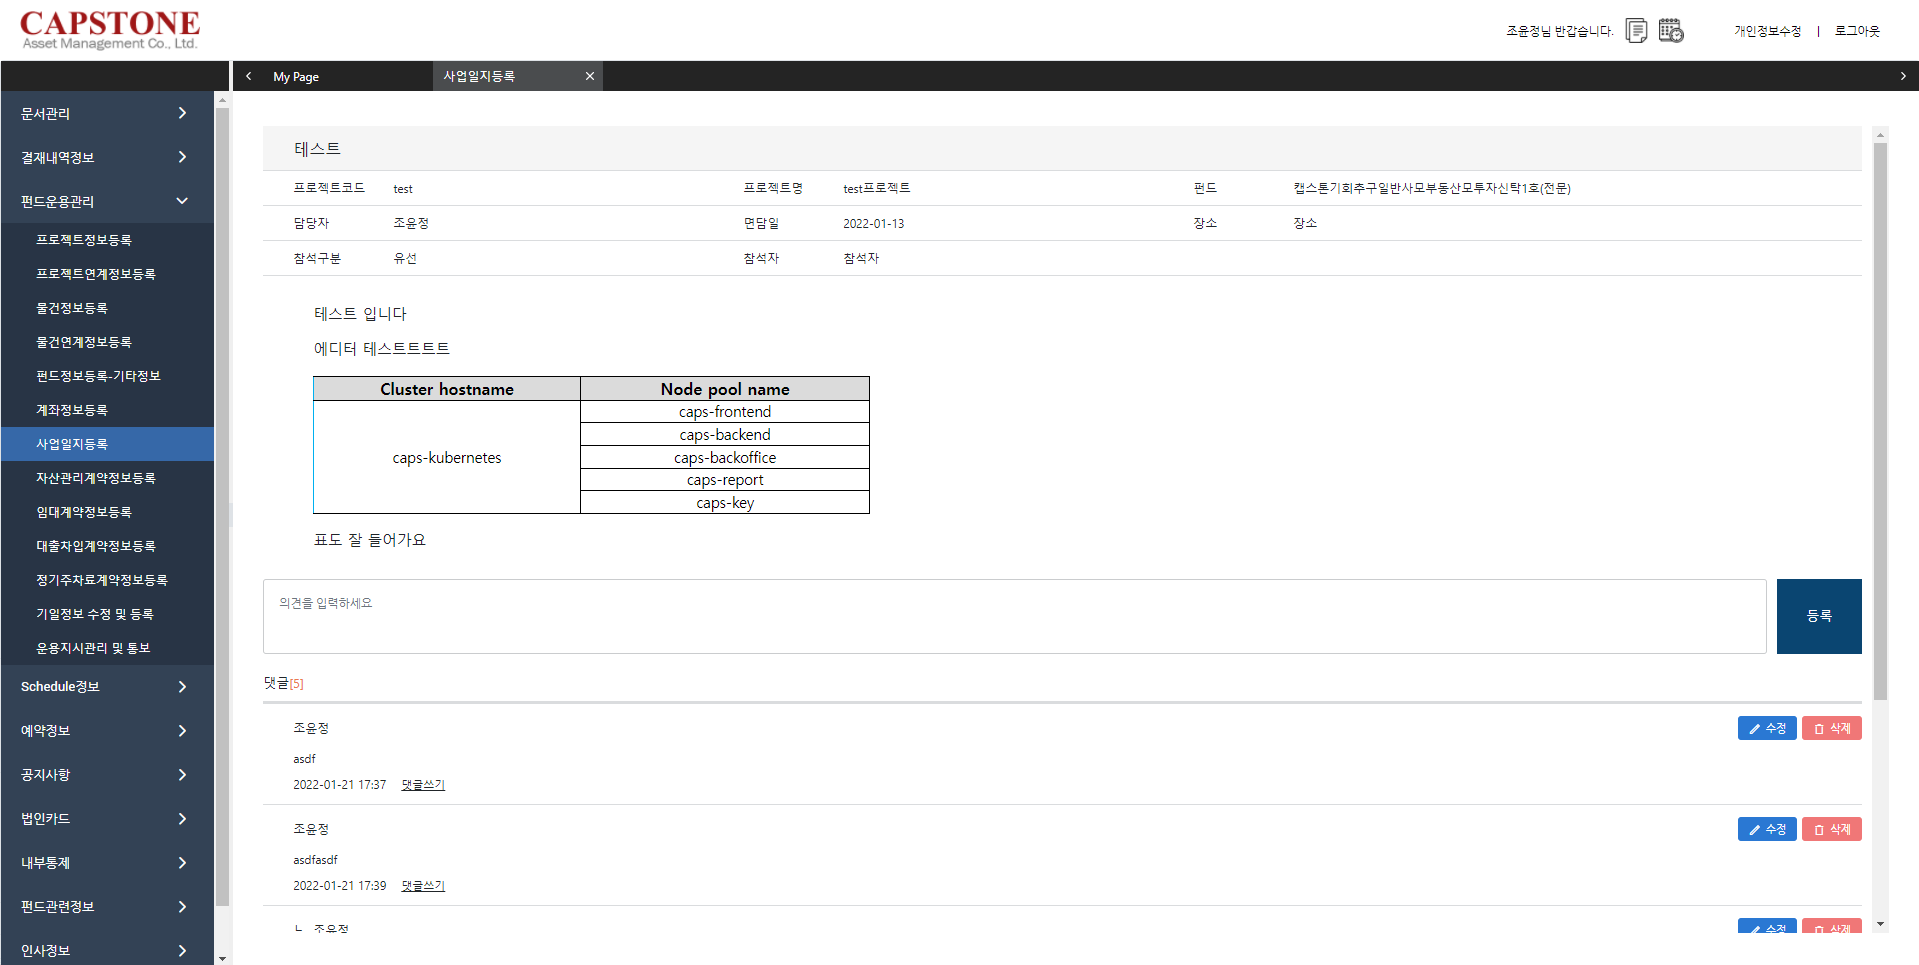 CAPSTONE
Asset Management Co., Ltd.
조윤정님 반갑습니다.
개인정보수정 | 로그아웃
My Page
사업일지등록
문서관리
결재내역정보
펀드운용관리
프로젝트정보등록
프로젝트연계정보등록
물건정보등록
물건연계정보등록
펀드정보등록-기타정보
계좌정보등록
사업일지등록
자산관리계약정보등록
임대계약정보등록
대출차입계약정보등록
정기주차료계약정보등록
기일정보 수정 및 등록
운용지시관리 및 통보
Schedule정보
예약정보
공지사항
법인카드
내부통제
펀드관련정보
인사정보
테스트
프로젝트코드 test 프로젝트명 test프로젝트 펀드 캡스톤기회추구일반사모부동산모투자신탁1호(전문)
담당자 조윤정 면담일 2022-01-13 장소 장소
참석구분 유선 참석자 참석자
테스트 입니다
에디터 테스트트트트
Cluster hostname Node pool name
caps-kubernetes
caps-frontend
caps-backend
caps-backoffice
caps-report
caps-key
표도 잘 들어가요
의견을 입력하세요
등록
댓글[5]
조윤정 수정 삭제
asdf
2022-01-21 17:37 댓글쓰기
조윤정 수정 삭제
asdfasdf
2022-01-21 17:39 댓글쓰기
ㄴ 조윤정 수정 삭제